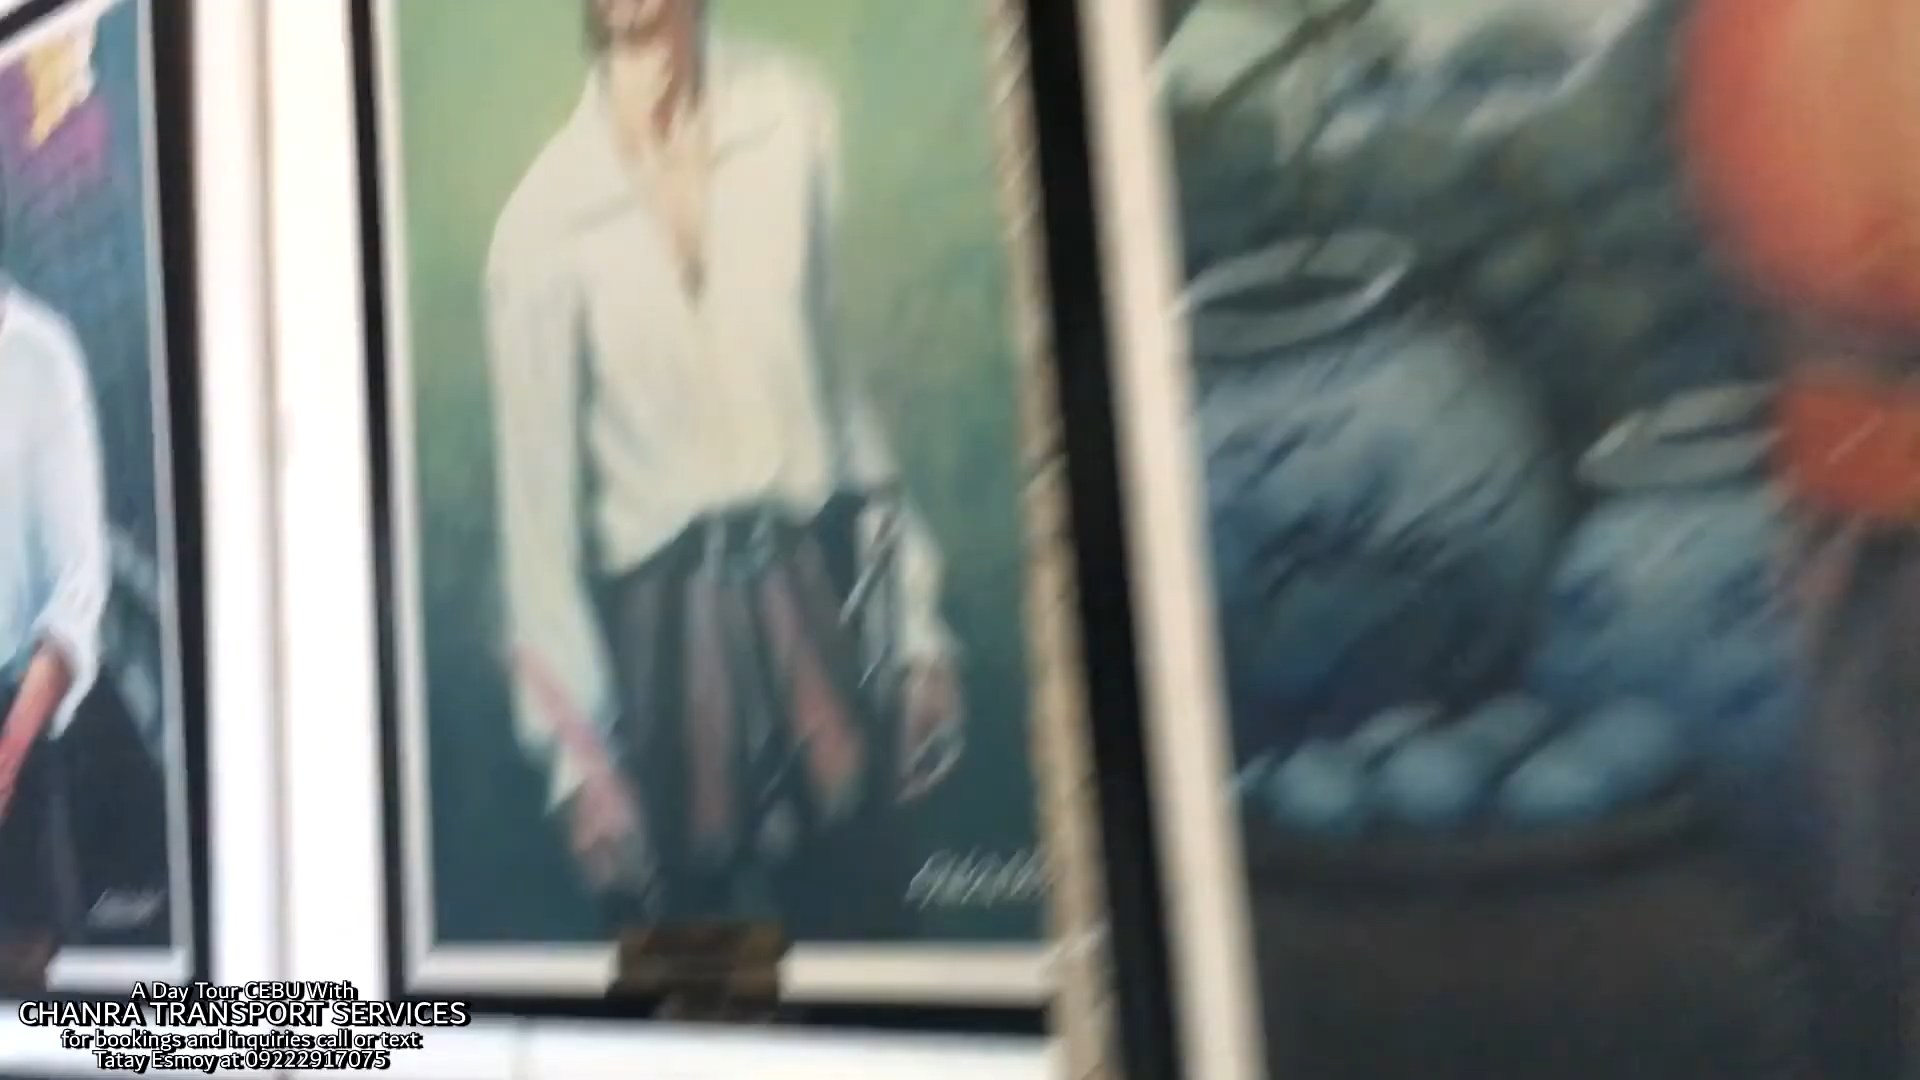 A Day Tour CEBU With
CHANRA TRANSPORT SERVICES
for bookings and inquiries call or text
Tatay Esmoy at 09222917075